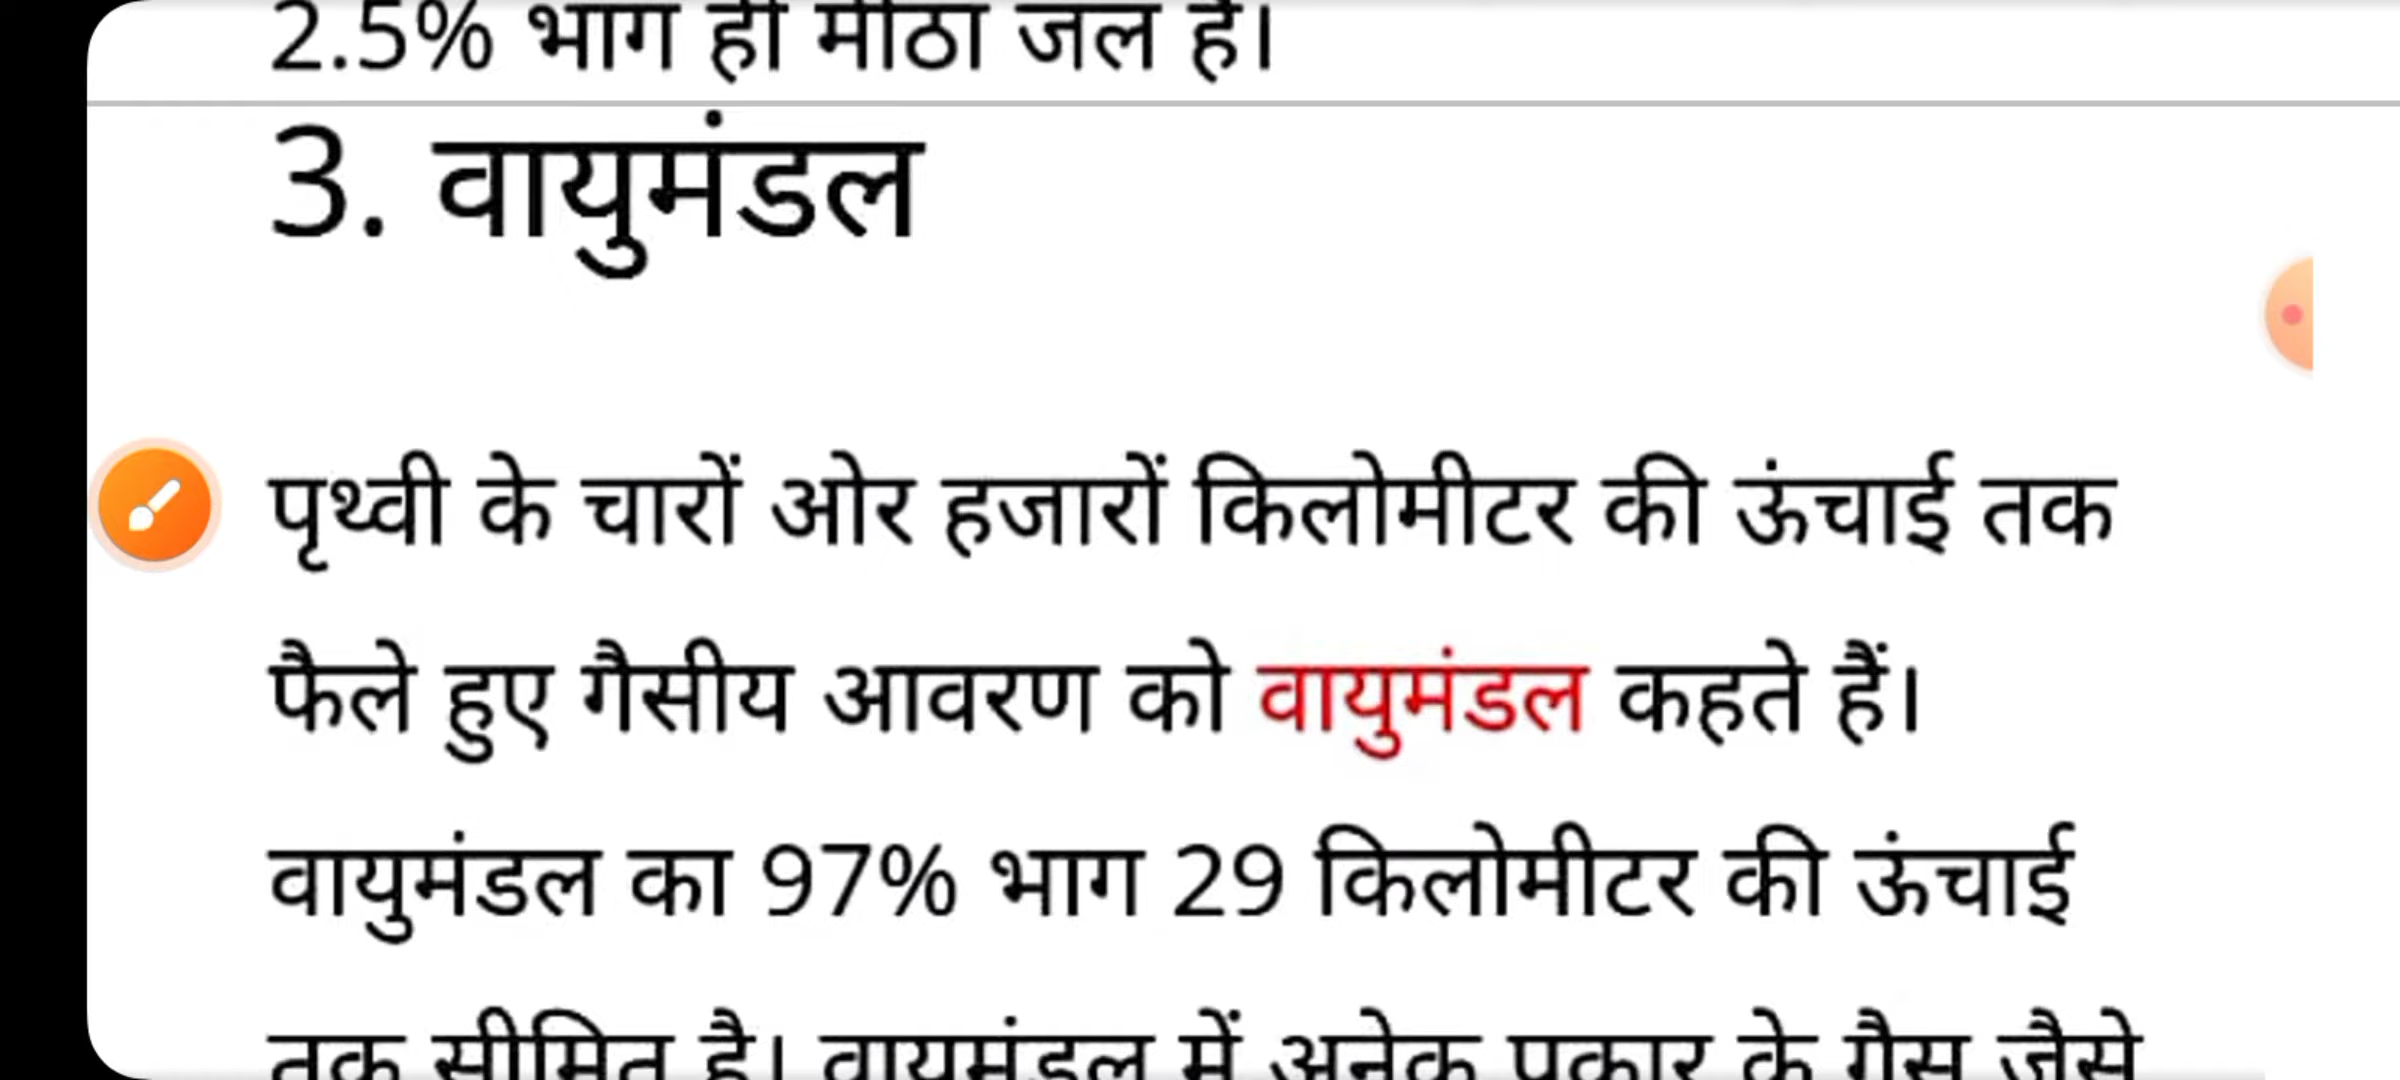 2.5% भाग ही मीठा जल है।
3. वायुमंडल
पृथ्वी के चारों ओर हजारों किलोमीटर की ऊंचाई तक
फैले हुए गैसीय आवरण को वायुमंडल कहते हैं।
वायुमंडल का 97% भाग 29 किलोमीटर की ऊंचाई
तक सीमित है। वायुमंडल में अनेक प्रकार के गैस जैसे